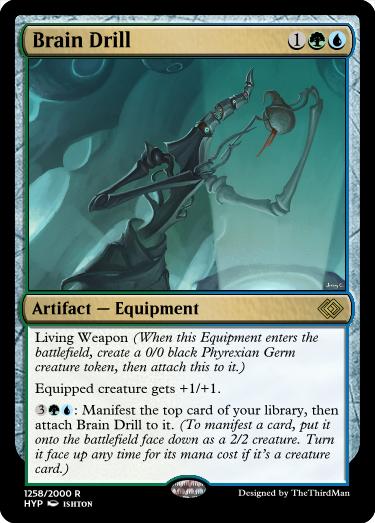 Brain Drill
1
Artifact — Equipment
Living Weapon (When this Equipment enters the
battlefield, create a 0/0 black Phyrexian Germ
creature token, then attach this to it.)
Equipped creature gets +1/+1.
3 : Manifest the top card of your library, then
attach Brain Drill to it. (To manifest a card, put it
onto the battlefield face down as a 2/2 creature. Turn
it face up any time for its mana cost if it's a creature
card.)
1258/2000 R
HYP ISHTON
Designed by TheThirdMan